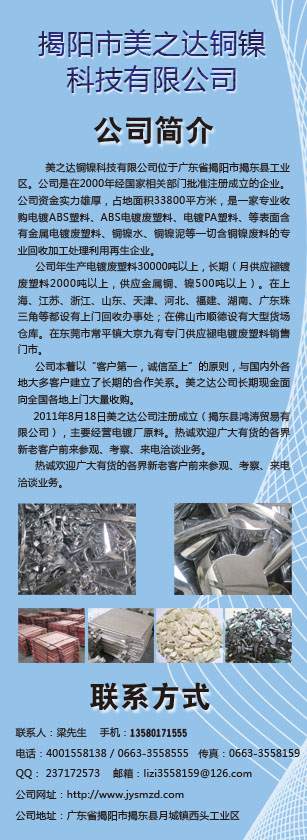 揭阳市美之达铜镍
科技有限公司
公司简介
美之达铜镍科技有限公司位于广东省揭阳市揭东县工业
区。公司是在2000年经国家相关部门批准注册成立的企业。
公司资金实力雄厚，占地面积33800平方米，是一家专业收
购电镀ABS塑料、ABS电镀废塑料、电镀PA塑料、等表面含
有金属电镀废塑料、铜镍水、铜镍泥等一切含铜镍废料的专
业回收加工处理利用再生企业。
公司年生产电镀废塑料30000吨以上，长期（月供应褪镀
废塑料2000吨以上，供应金属铜、镍500吨以上）。在上
海、江苏、浙江、山东、天津、河北、福建、湖南、广东珠
三角等都设有上门回收办事处；在佛山市顺德设有大型货场
仓库。在东莞市常平镇大京九有专门供应褪电镀废塑料销售
门市。
公司本着以“客户第一，诚信至上”的原则，与国内外各
地大多客户建立了长期的合作关系。美之达公司长期现金面
向全国各地上门大量收购。
2011年8月18日美之达公司注册成立（揭东县鸿涛贸易有
限公司），主要经营电镀厂原料。热诚欢迎广大有货的各界
新老客户前来参观、考察、来电洽谈业务。
热诚欢迎广大有货的各界新老客户前来参观、考察、来电
洽谈业务。
联系方式
联系人：梁先生 手机：13580171555
电话：4001558138 / 0663-3558555 传真：0663-3558159
QQ： 237172573 邮箱：lizi3558159@126.com
公司网址：http://www.jysmzd.com
公司地址：广东省揭阳市揭东县月城镇西头工业区